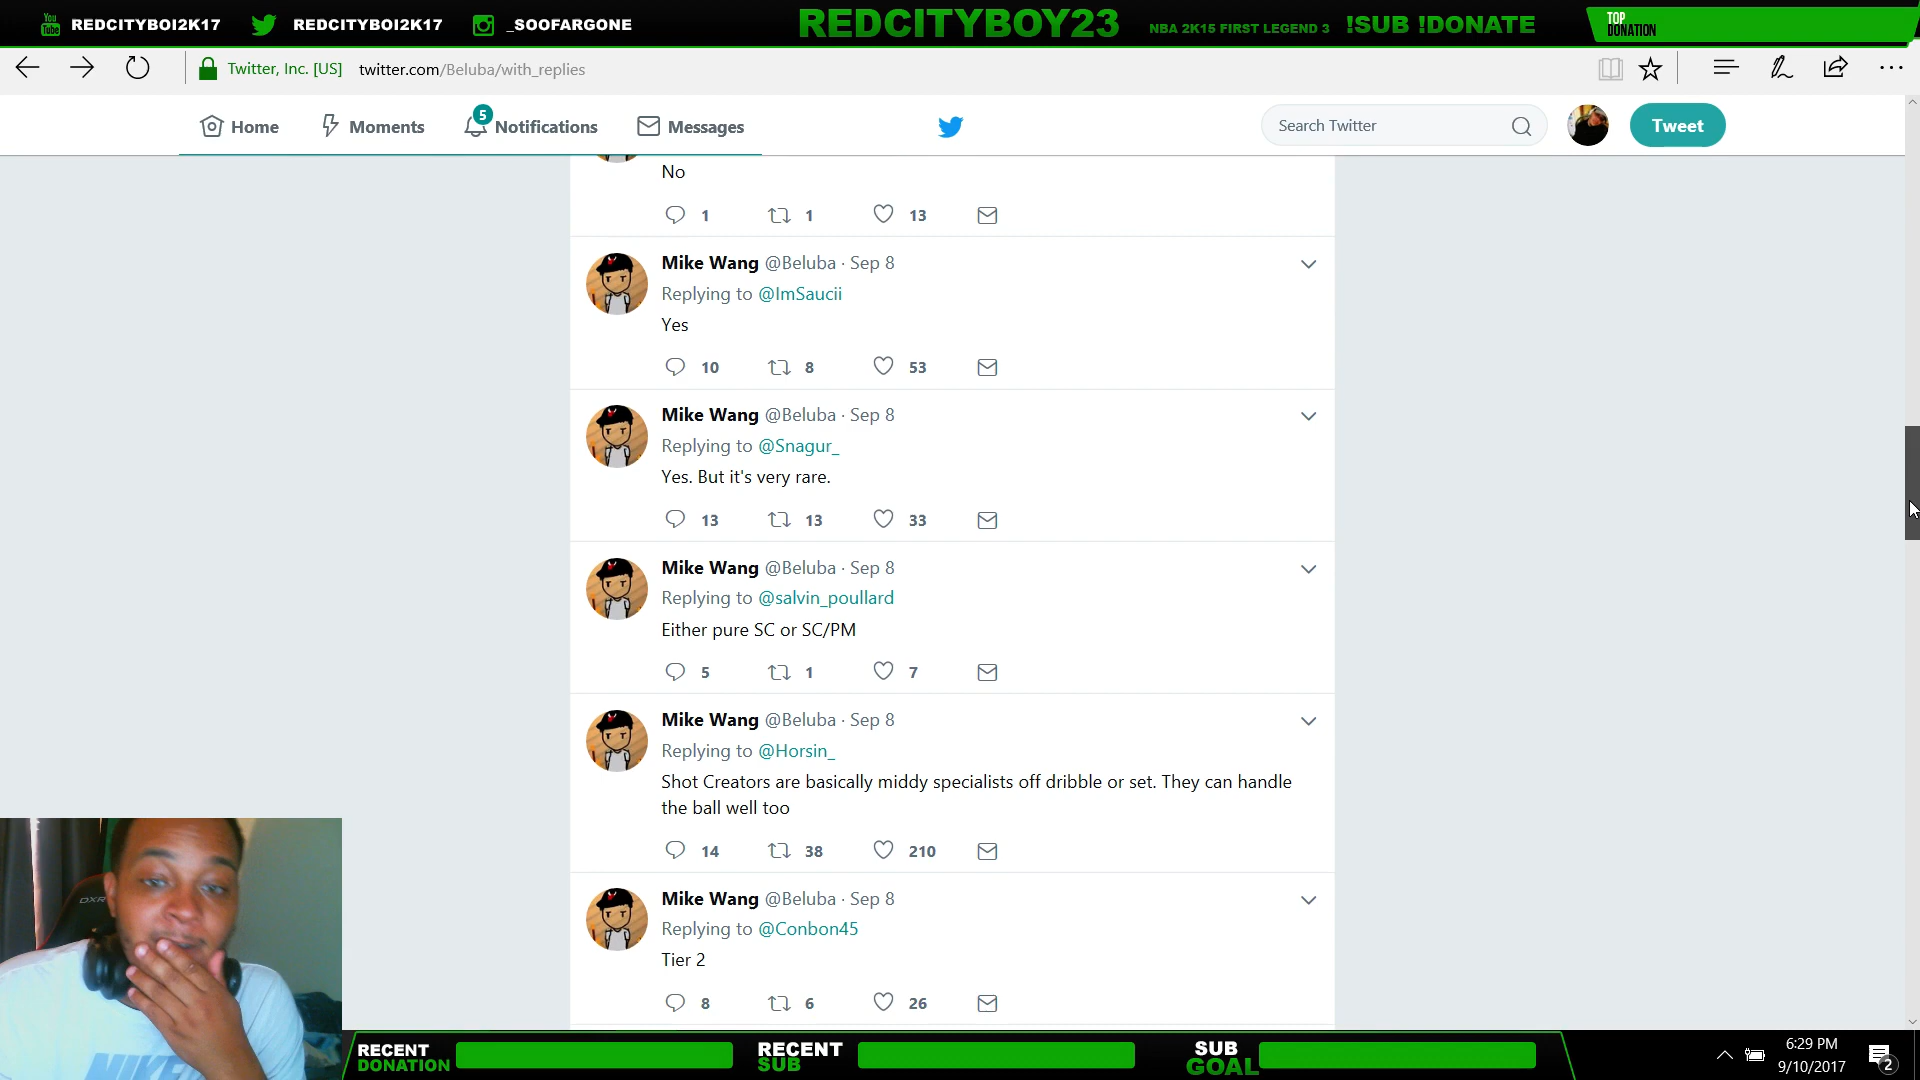 You Tube REDCITYBOI2K17 REDCITYBOI2K17 _SOOFARGONE REDCITYBOY23 NBA 2K15 FIRST LEGEND 3 !SUB !DONATE TOP DONATION
Twitter, Inc. [US] twitter.com/Beluba/with_replies
Home Moments 5 Notifications Messages Search Twitter Tweet
No
1 1 13
Mike Wang @Beluba · Sep 8
Replying to @ImSaucii
Yes
10 8 53
Mike Wang @Beluba · Sep 8
Replying to @Snagur_
Yes. But it's very rare.
13 13 33
Mike Wang @Beluba · Sep 8
Replying to @salvin_poullard
Either pure SC or SC/PM
5 1 7
Mike Wang @Beluba · Sep 8
Replying to @Horsin_
Shot Creators are basically middy specialists off dribble or set. They can handle
the ball well too
14 38 210
Mike Wang @Beluba · Sep 8
Replying to @Conbon45
Tier 2
8 6 26
DXR
NIKE
RECENT DONATION RECENT SUB SUB GOAL
6:29 PM
9/10/2017 2